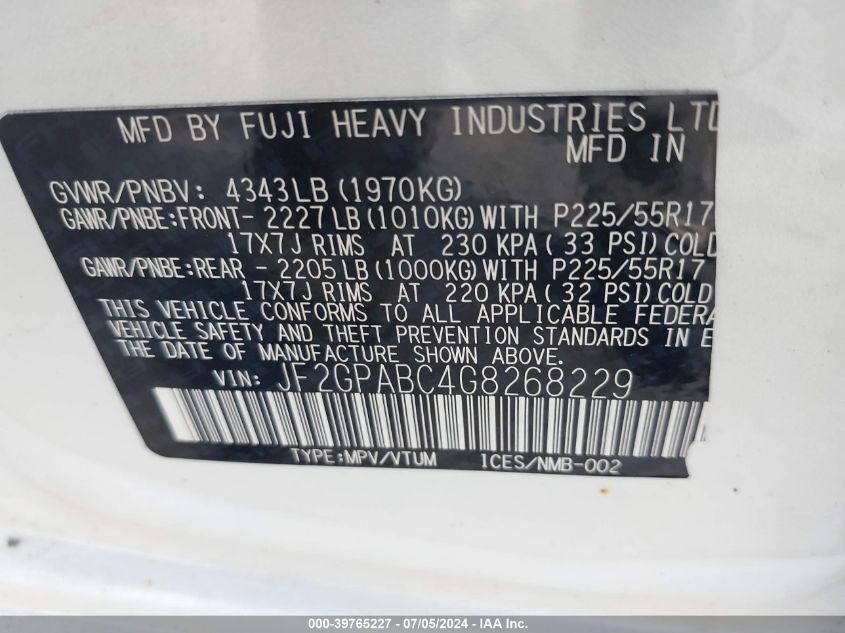 MFD BY FUJI HEAVY INDUSTRIES LTD
MFD IN
GVWR/PNBV: 4343LB (1970KG)
GAWR/PNBE:FRONT- 2227 LB (1010KG) WITH P225/55R17
17X7J RIMS AT 230 KPA ( 33 PSI) COLD
GAWR/PNBE:REAR - 2205 LB (1000KG) WITH P225/55R17
17X7J RIMS AT 220 KPA ( 32 PSI) COLD
THIS VEHICLE CONFORMS TO ALL APPLICABLE FEDERA
VEHICLE SAFETY AND THEFT PREVENTION STANDARDS IN E
THE DATE OF MANUFACTURE SHOWN ABOVE.
VIN: JF2GPABC4G8268229
TYPE:MPV/VTUM ICES/NMB-002
000-39765227 - 07/05/2024 - IAA Inc.